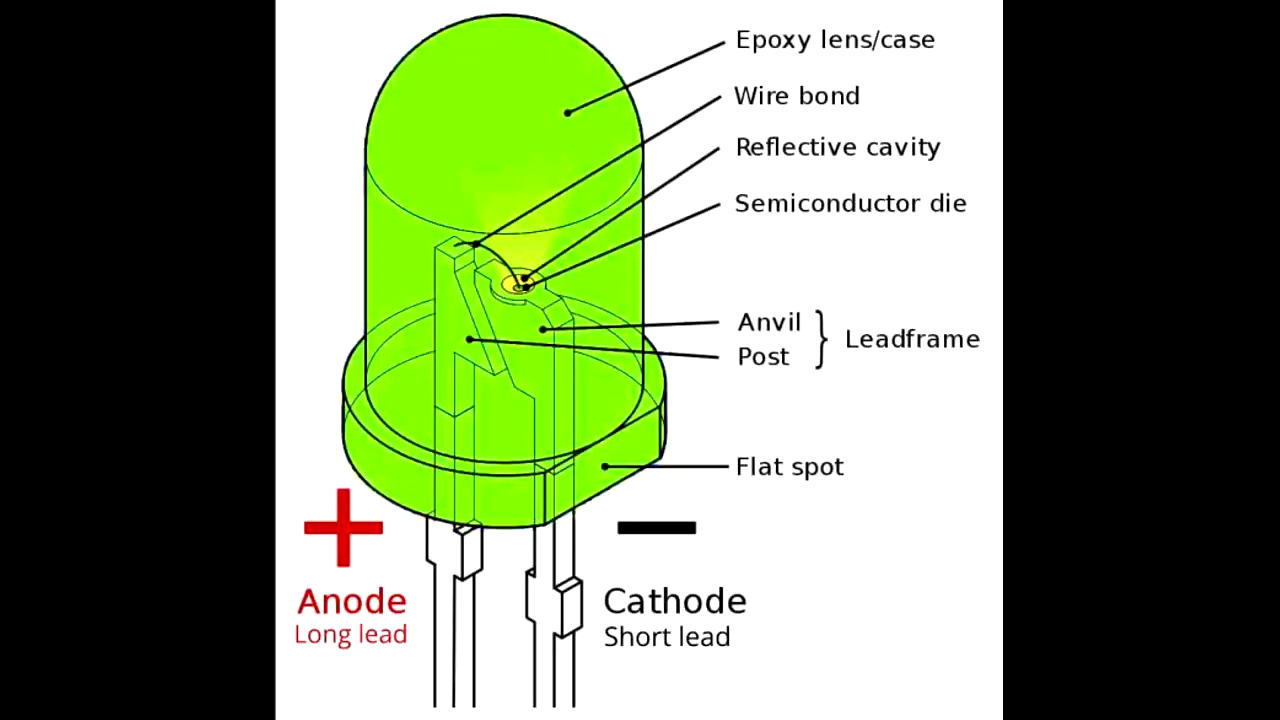 Epoxy lens/case
Wire bond
Reflective cavity
Semiconductor die
Anvil
Post
Leadframe
Flat spot
+
Anode
Long lead
−
Cathode
Short lead